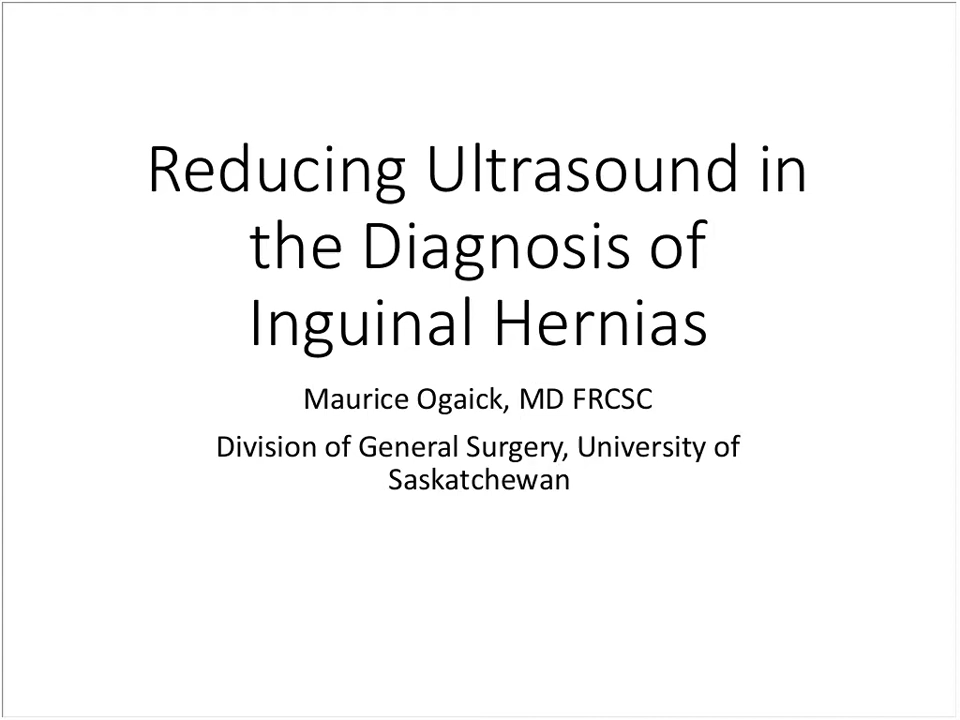 Reducing Ultrasound in
the Diagnosis of
Inguinal Hernias
Maurice Ogaick, MD FRCSC
Division of General Surgery, University of
Saskatchewan